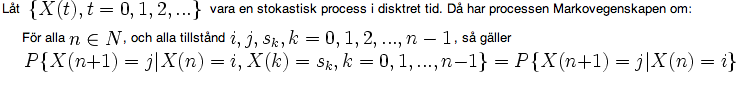 Låt {X(t), t = 0, 1, 2, ...} vara en stokastisk process i disktret tid. Då har processen Markovegenskapen om:
För alla n ∈ N, och alla tillstånd i, j, s_k, k = 0, 1, 2, ..., n − 1 , så gäller
P{X(n+1) = j|X(n) = i, X(k) = s_k, k = 0, 1, ..., n−1} = P{X(n+1) = j|X(n) = i}